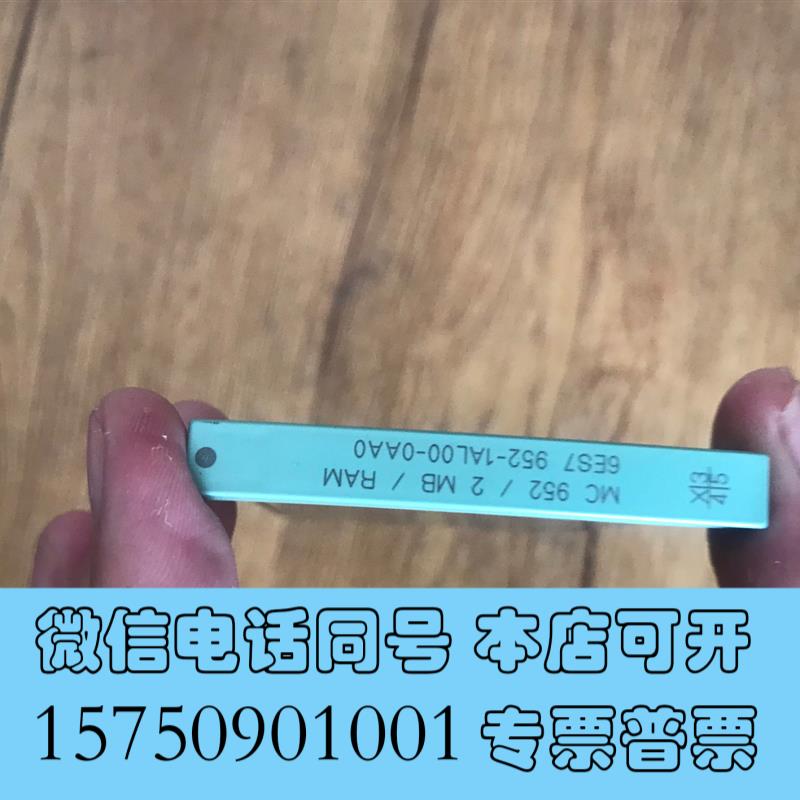 MC 952 / 2 MB / RAM
6ES7 952-1AL00-0AA0
微信电话同号 本店可开
15750901001 专票普票